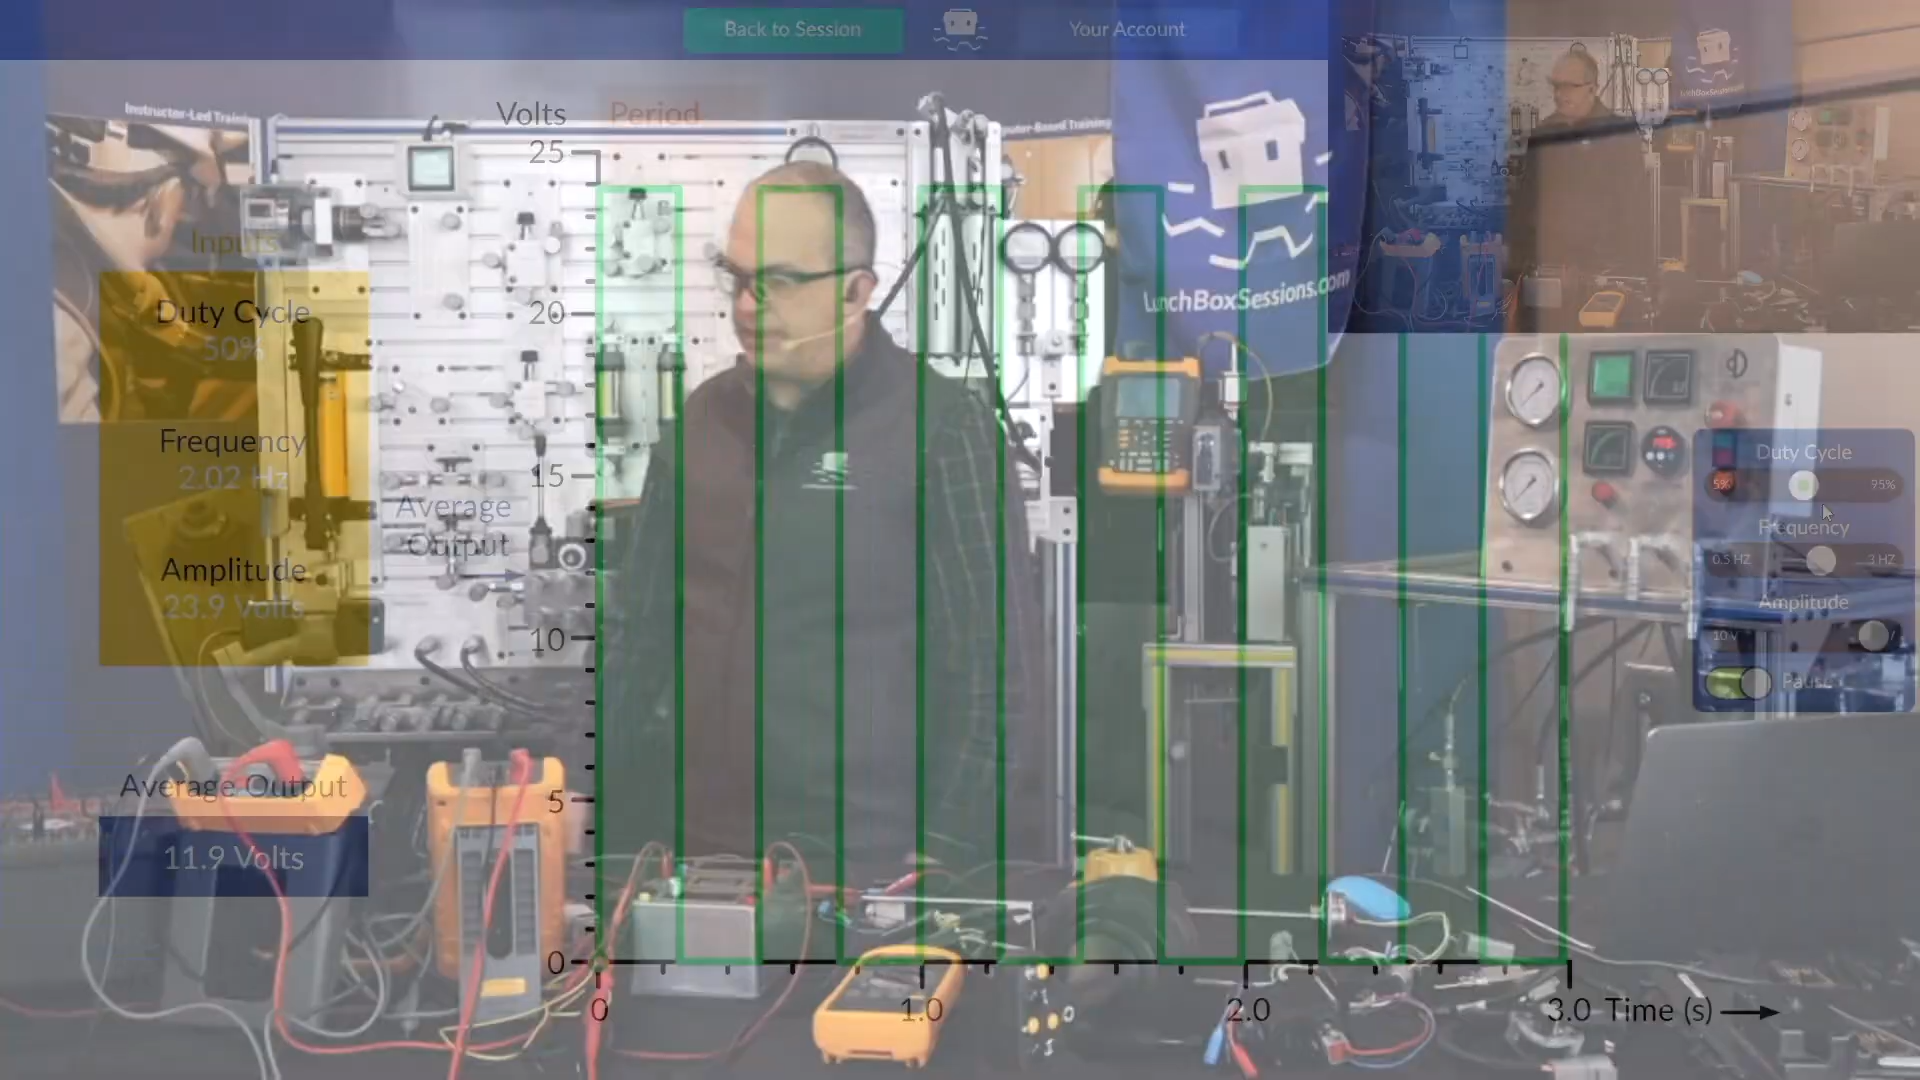 Back to Session
Your Account
Instructor-Led Training
Volts
Period
25
20
15
10
5
0
Inputs
Duty Cycle
50%
Frequency
2.02 Hz
Amplitude
23.9 Volts
Average
Output
Average Output
11.9 Volts
0
1.0
2.0
3.0
Time (s)
LunchBoxSessions.com
Duty Cycle
5%
95%
Frequency
0.5 HZ
3 HZ
Amplitude
10 V
Pause